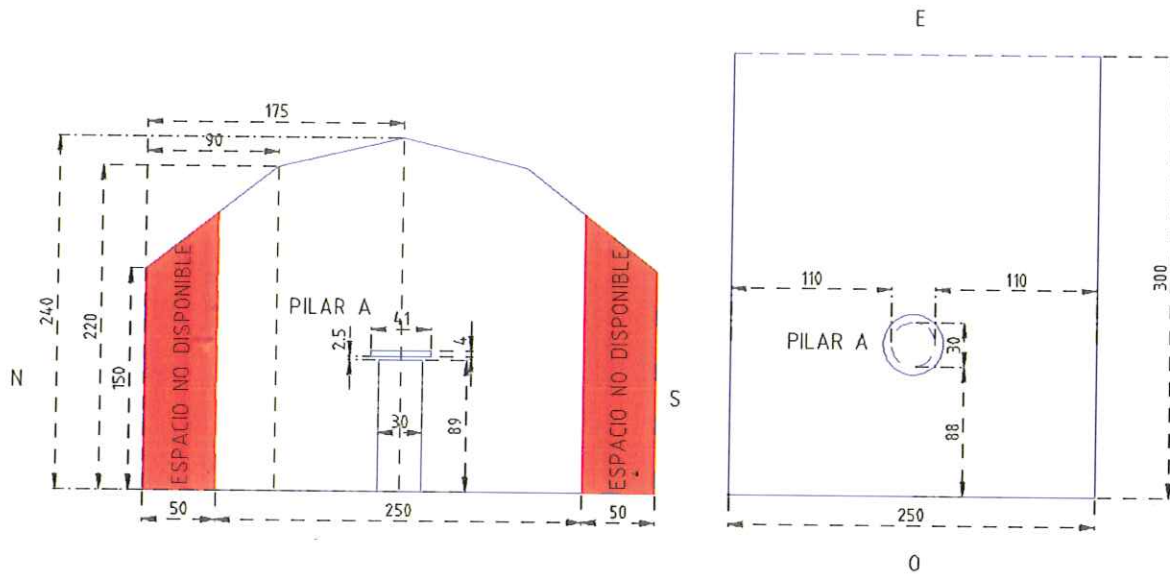 E
175
90
240
220
150
ESPACIO NO DISPONIBLE
PILAR A
41
2.5
4
30
89
ESPACIO NO DISPONIBLE
N
S
50
250
50
110
110
300
PILAR A
30
88
250
O